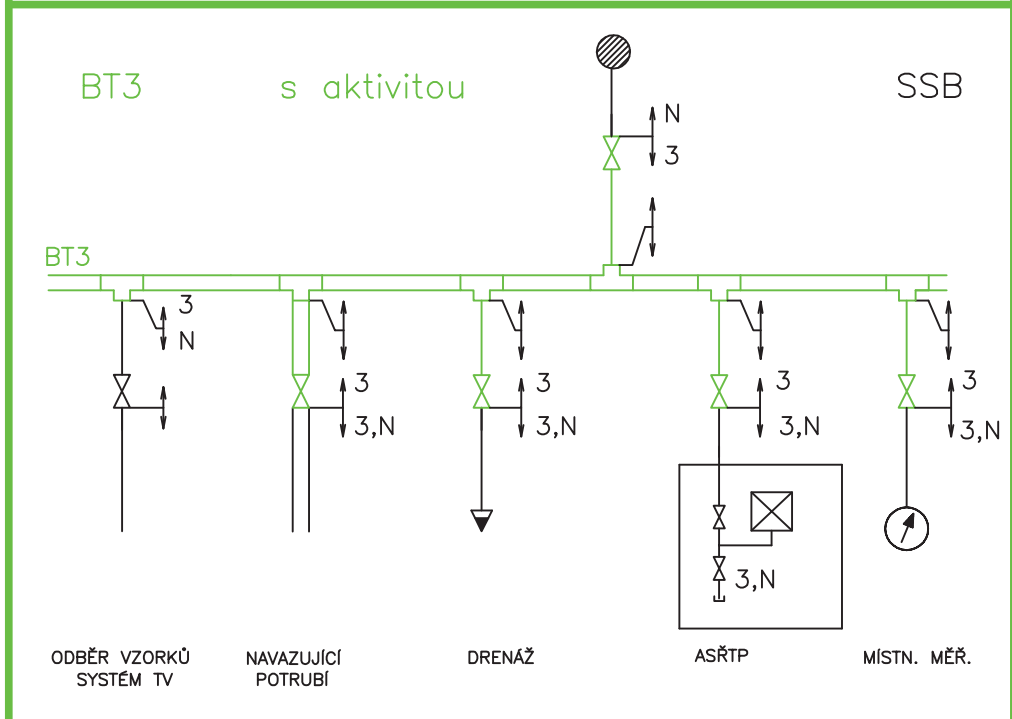 BT3 s aktivitou SSB
N
3
BT3
3
N
3
3,N
3
3,N
3
3,N
3
3,N
3,N
ODBĚR VZORKŮ
SYSTÉM TV
NAVAZUJÍCÍ
POTRUBÍ
DRENÁŽ
ASŘTP
MÍSTN. MĚŘ.